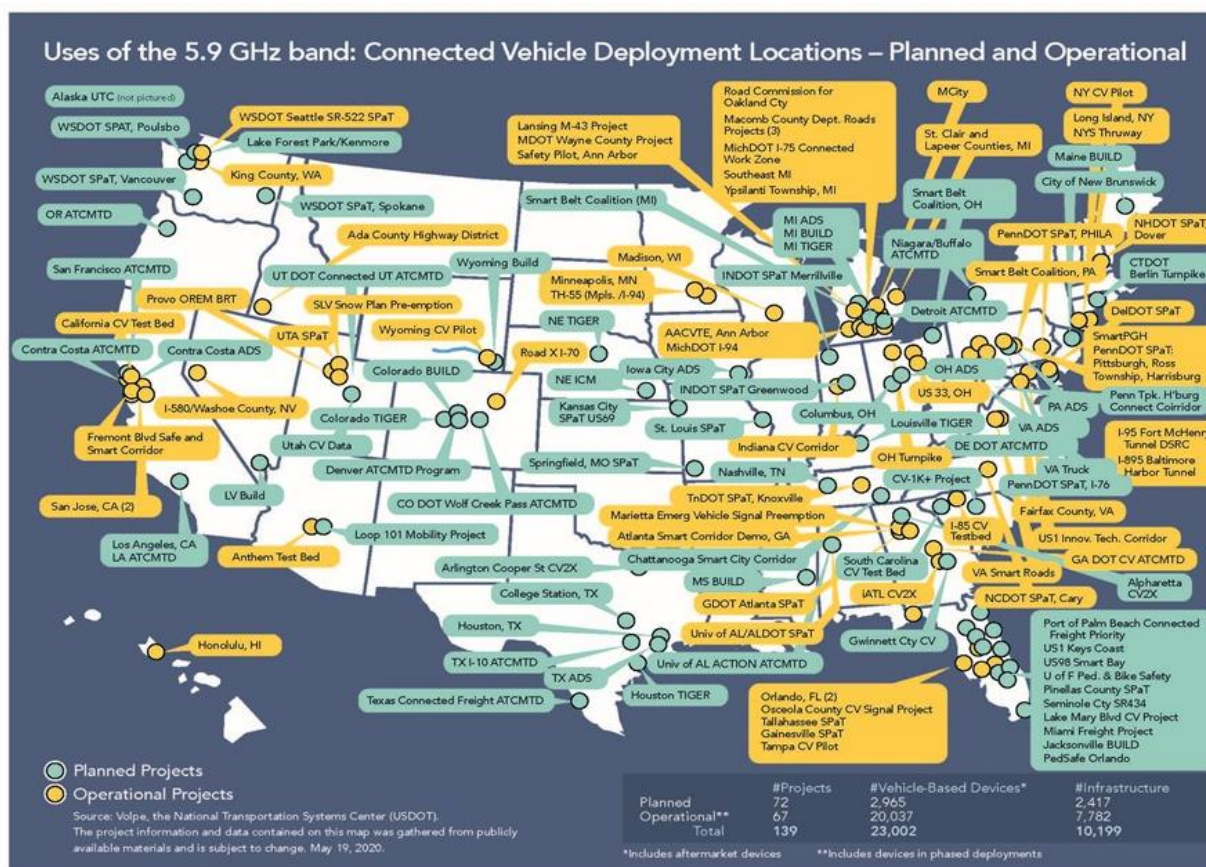 Uses of the 5.9 GHz band: Connected Vehicle Deployment Locations – Planned and Operational
Alaska UTC (not pictured)
WSDOT SPAT, Poulsbo
WSDOT Seattle SR-522 SPaT
Lake Forest Park/Kenmore
King County, WA
WSDOT SPaT, Vancouver
WSDOT SPaT, Spokane
OR ATCMTD
Ada County Highway District
San Francisco ATCMTD
UT DOT Connected UT ATCMTD
Wyoming Build
Provo OREM BRT
SLV Snow Plan Pre-emption
California CV Test Bed
UTA SPaT
Wyoming CV Pilot
Contra Costa ATCMTD
Contra Costa ADS
Road X I-70
Colorado BUILD
I-580/Washoe County, NV
Colorado TIGER
Fremont Blvd Safe and
Smart Corridor
Utah CV Data
Denver ATCMTD Program
LV Build
CO DOT Wolf Creek Pass ATCMTD
San Jose, CA (2)
Los Angeles, CA
LA ATCMTD
Anthem Test Bed
Loop 101 Mobility Project
Lansing M-43 Project
MDOT Wayne County Project
Safety Pilot, Ann Arbor
Road Commission for
Oakland Cty
Macomb County Dept. Roads
Projects (3)
MichDOT I-75 Connected
Work Zone
Southeast MI
Ypsilanti Township, MI
MCity
St. Clair and
Lapeer Counties, MI
NY CV Pilot
Long Island, NY
NYS Thruway
Maine BUILD
City of New Brunswick
Smart Belt Coalition (MI)
MI ADS
MI BUILD
MI TIGER
Smart Belt
Coalition, OH
Niagara/Buffalo
ATCMTD
PennDOT SPaT, PHILA
NHDOT SPaT,
Dover
Madison, WI
INDOT SPaT Merrillville
Smart Belt Coalition, PA
CTDOT
Berlin Turnpike
Minneapolis, MN
TH-55 (Mpls. /I-94)
Detroit ATCMTD
DelDOT SPaT
NE TIGER
AACVTE, Ann Arbor
MichDOT I-94
SmartPGH
PennDOT SPaT:
Pittsburgh, Ross
Township, Harrisburg
Iowa City ADS
OH ADS
NE ICM
INDOT SPaT Greenwood
US 33, OH
PA ADS
Penn Tpk. H'burg
Connect Coirridor
Kansas City
SPaT US69
Columbus, OH
Louisville TIGER
VA ADS
St. Louis SPaT
DE DOT ATCMTD
I-95 Fort McHenry
Tunnel DSRC
I-895 Baltimore
Harbor Tunnel
Indiana CV Corridor
OH Turnpike
VA Truck
Springfield, MO SPaT
Nashville, TN
CV-1K+ Project
PennDOT SPaT, I-76
TnDOT SPaT, Knoxville
Fairfax County, VA
Marietta Emerg Vehicle Signal Preemption
Atlanta Smart Corridor Demo, GA
I-85 CV
Testbed
US1 Innov. Tech. Corridor
Chattanooga Smart City Corridor
South Carolina
CV Test Bed
GA DOT CV ATCMTD
Arlington Cooper St CV2X
MS BUILD
VA Smart Roads
Alpharetta
CV2X
College Station, TX
GDOT Atlanta SPaT
iATL CV2X
NCDOT SPaT, Cary
Houston, TX
Univ of AL/ALDOT SPaT
Gwinnett Cty CV
TX I-10 ATCMTD
Univ of AL ACTION ATCMTD
TX ADS
Houston TIGER
Texas Connected Freight ATCMTD
Honolulu, HI
Orlando, FL (2)
Osceola County CV Signal Project
Tallahassee SPaT
Gainesville SPaT
Tampa CV Pilot
Port of Palm Beach Connected
Freight Priority
US1 Keys Coast
US98 Smart Bay
U of F Ped. & Bike Safety
Pinellas County SPaT
Seminole Cty SR434
Lake Mary Blvd CV Project
Miami Freight Project
Jacksonville BUILD
PedSafe Orlando
Planned Projects
Operational Projects
Source: Volpe, the National Transportation Systems Center (USDOT).
The project information and data contained on this map was gathered from publicly
available materials and is subject to change. May 19, 2020.
#Projects #Vehicle-Based Devices* #Infrastructure
Planned 72 2,965 2,417
Operational** 67 20,037 7,782
Total 139 23,002 10,199
*Includes aftermarket devices **Includes devices in phased deployments